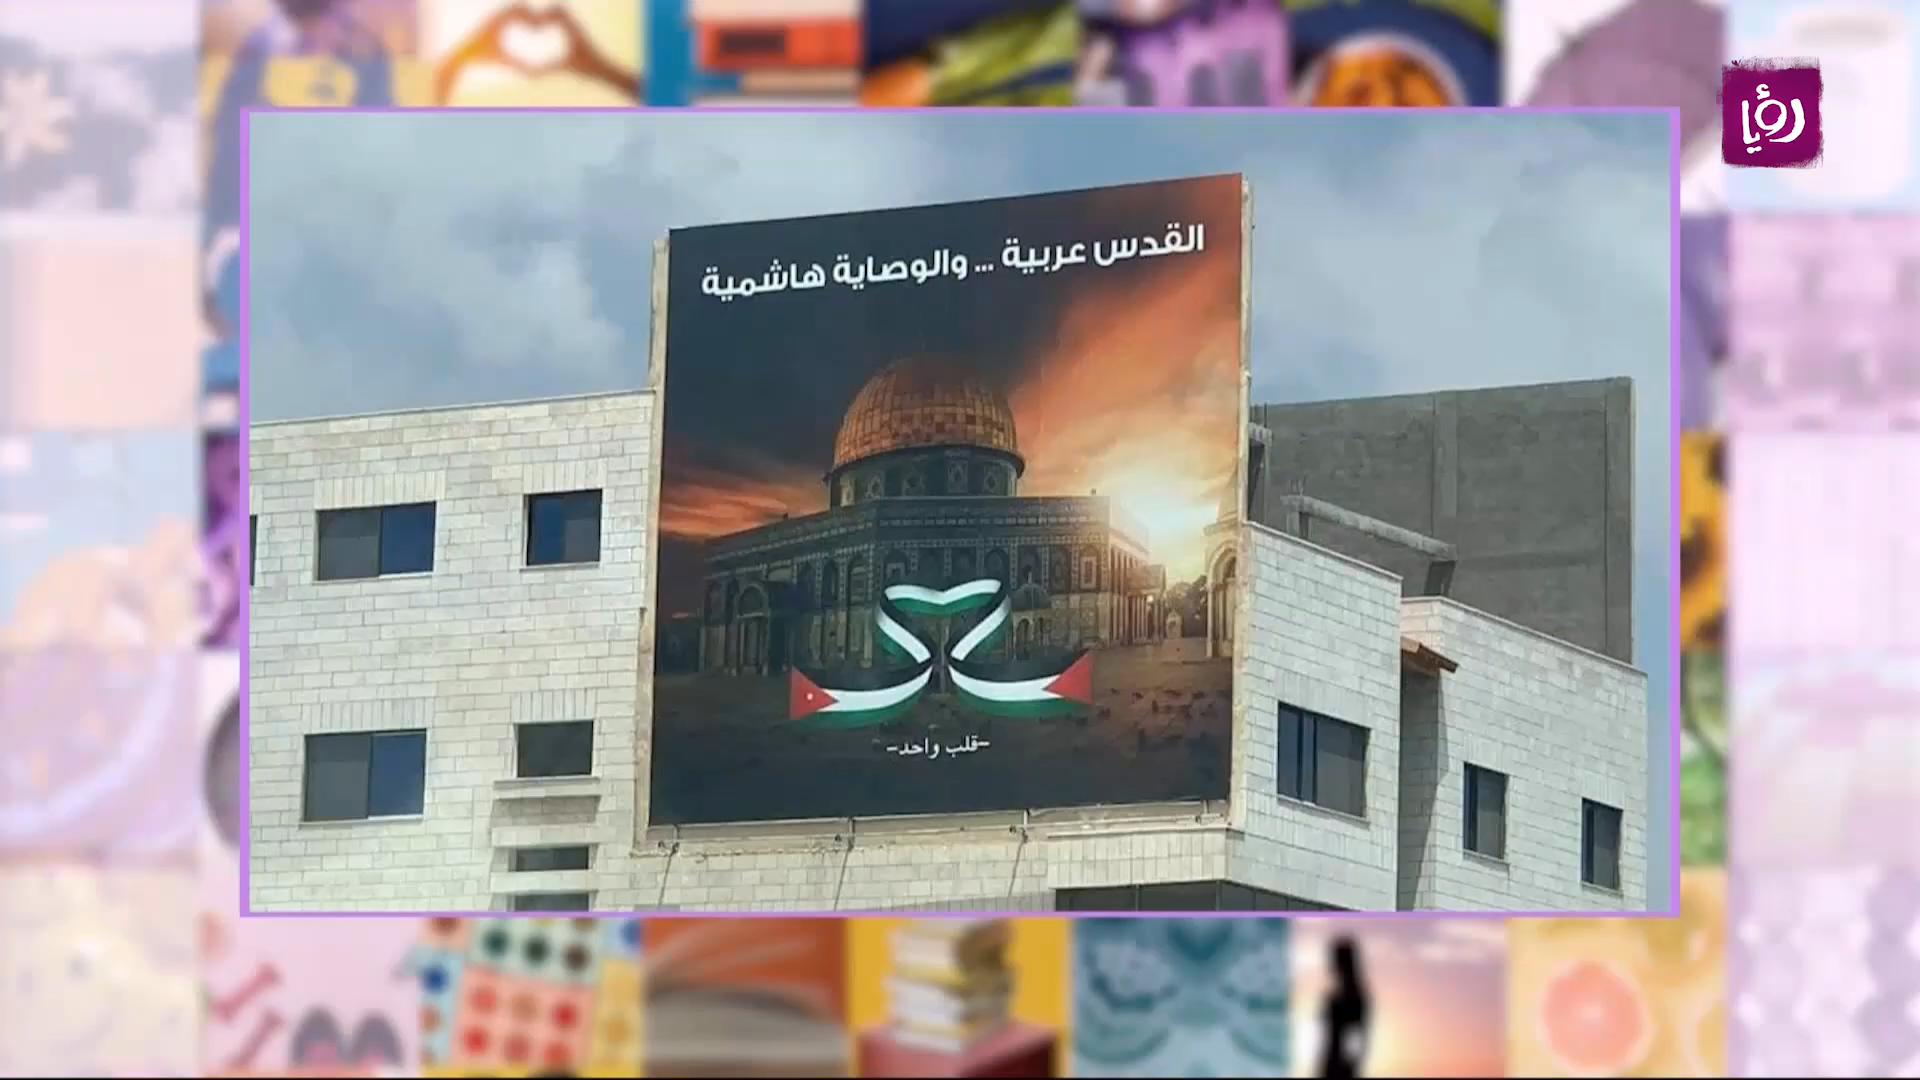 رؤيا
القدس عربية ... والوصاية هاشمية
-قلب واحد-